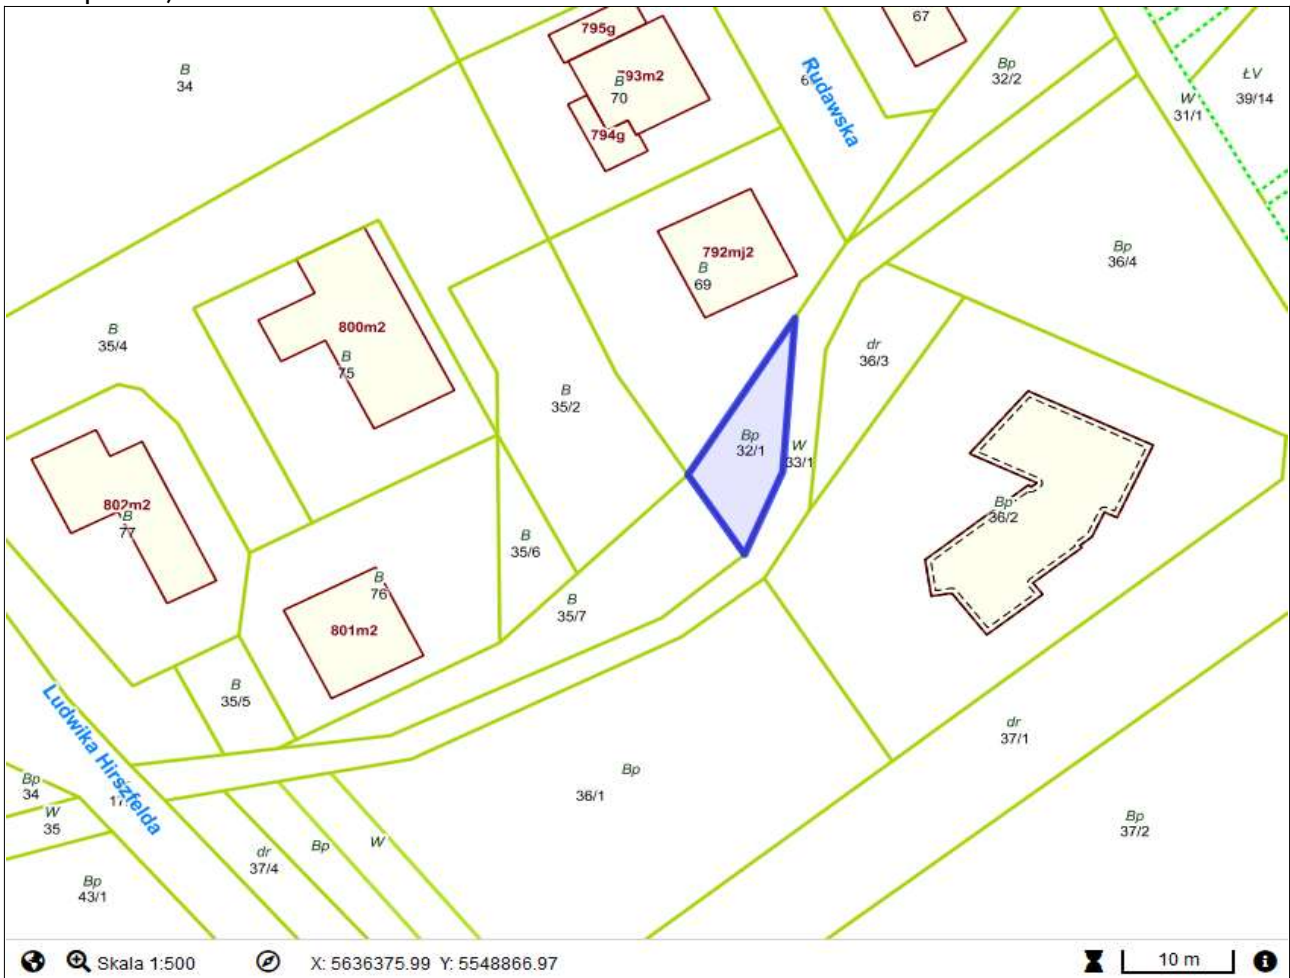 795g
67
B
34
793m2
B
70
Rudawska
Bp
32/2
ŁV
39/14
W
31/1
794g
792mj2
B
69
Bp
36/4
800m2
B
75
B
35/4
dr
36/3
B
35/2
Bp
32/1
W
33/1
802m2
B
77
Bp
36/2
B
35/6
B
76
801m2
B
35/7
B
35/5
Ludwika Hirszfelda
dr
37/1
Bp
36/1
Bp
34
17
W
35
Bp
37/2
dr
37/4
Bp
W
Bp
43/1
Skala 1:500
X: 5636375.99 Y: 5548866.97
10 m